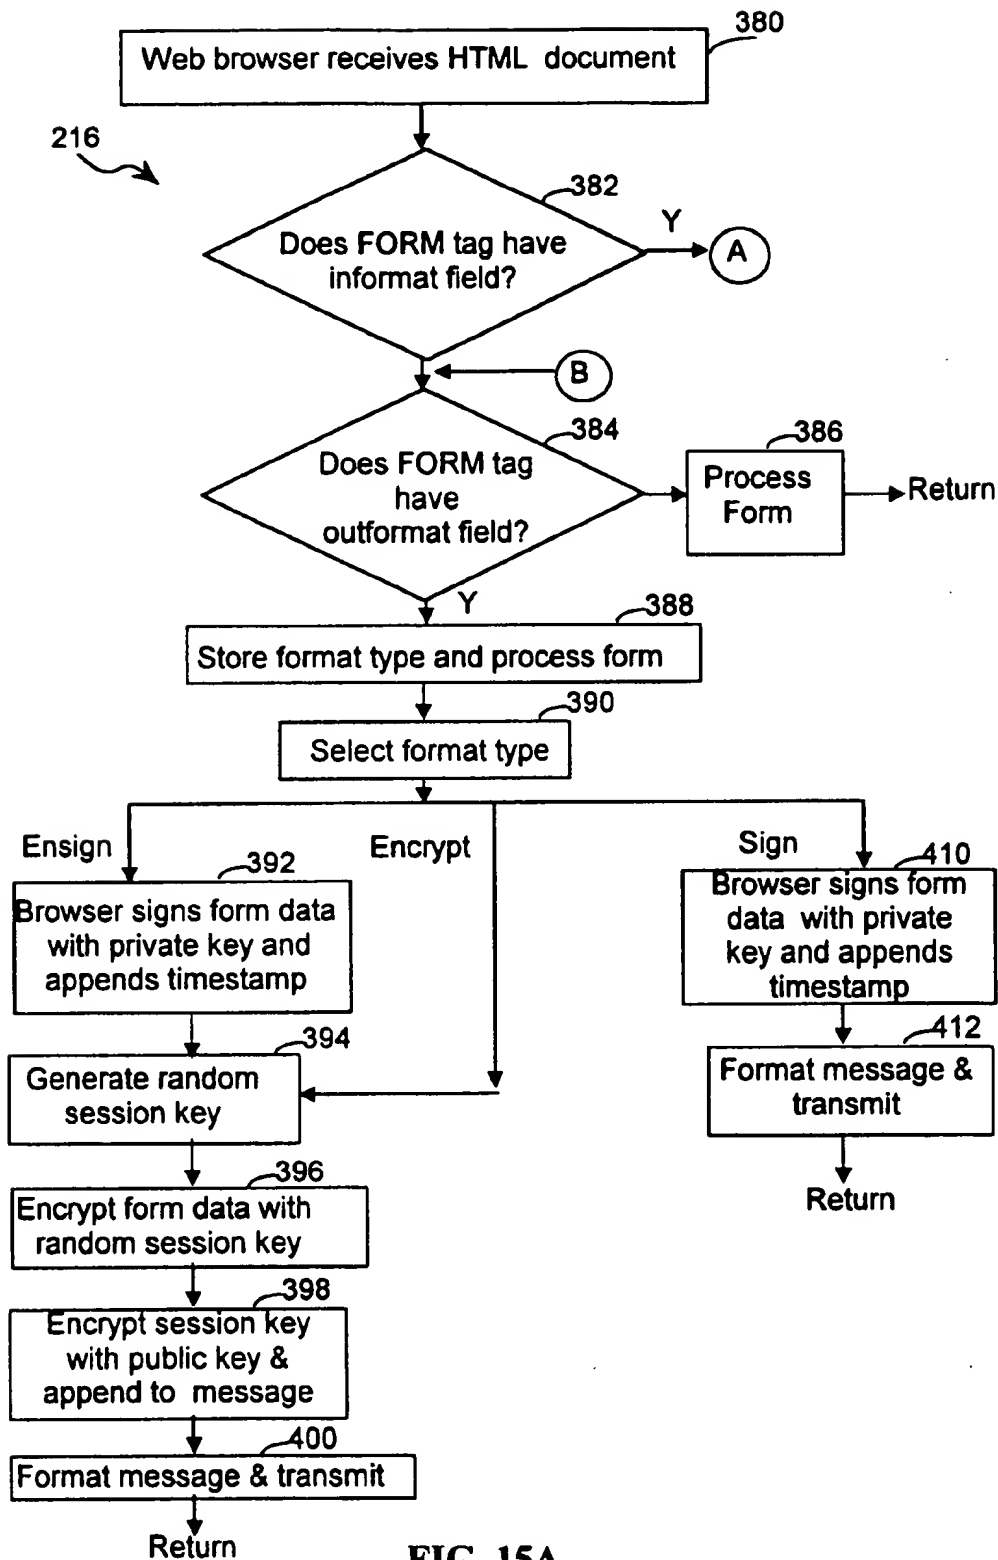 380
Web browser receives HTML document
216
382
Does FORM tag have
informat field?
Y
A
B
384
Does FORM tag
have
outformat field?
386
Process
Form
Return
Y
388
Store format type and process form
390
Select format type
Ensign
Encrypt
Sign
392
Browser signs form data
with private key and
appends timestamp
410
Browser signs form
data with private
key and appends
timestamp
394
Generate random
session key
412
Format message &
transmit
Return
396
Encrypt form data with
random session key
398
Encrypt session key
with public key &
append to message
400
Format message & transmit
Return
FIG. 15A